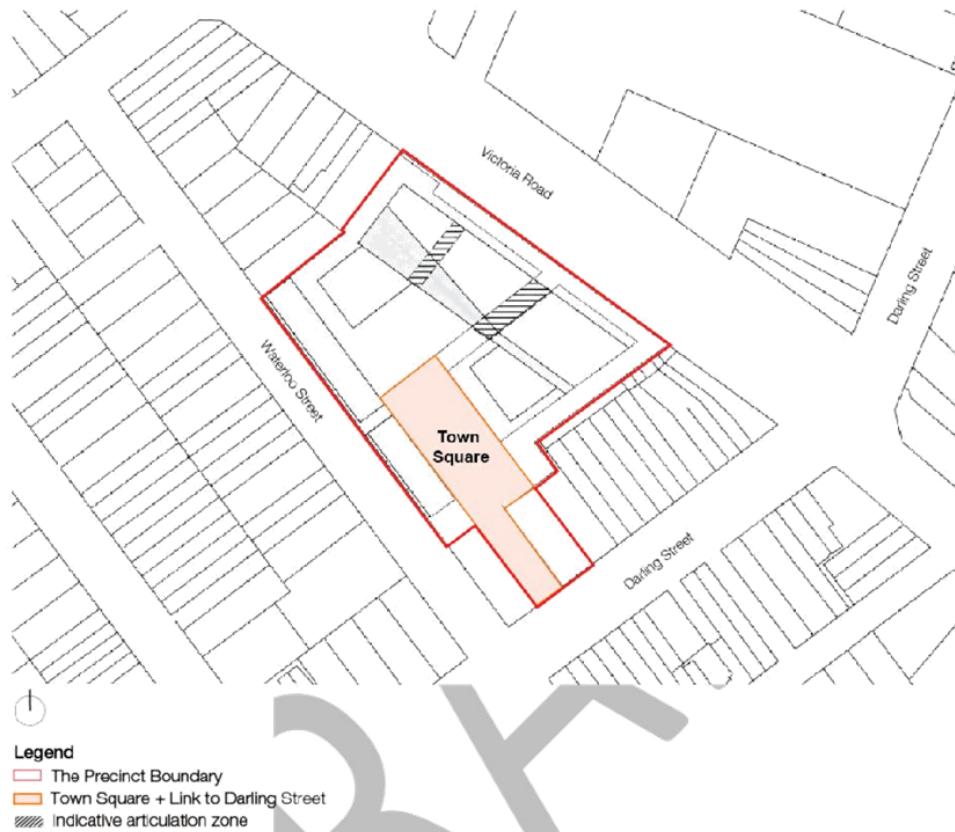 Victoria Road
Darling Street
Waterloo Street
Town
Square
Darling Street
Legend
The Precinct Boundary
Town Square + Link to Darling Street
Indicative articulation zone